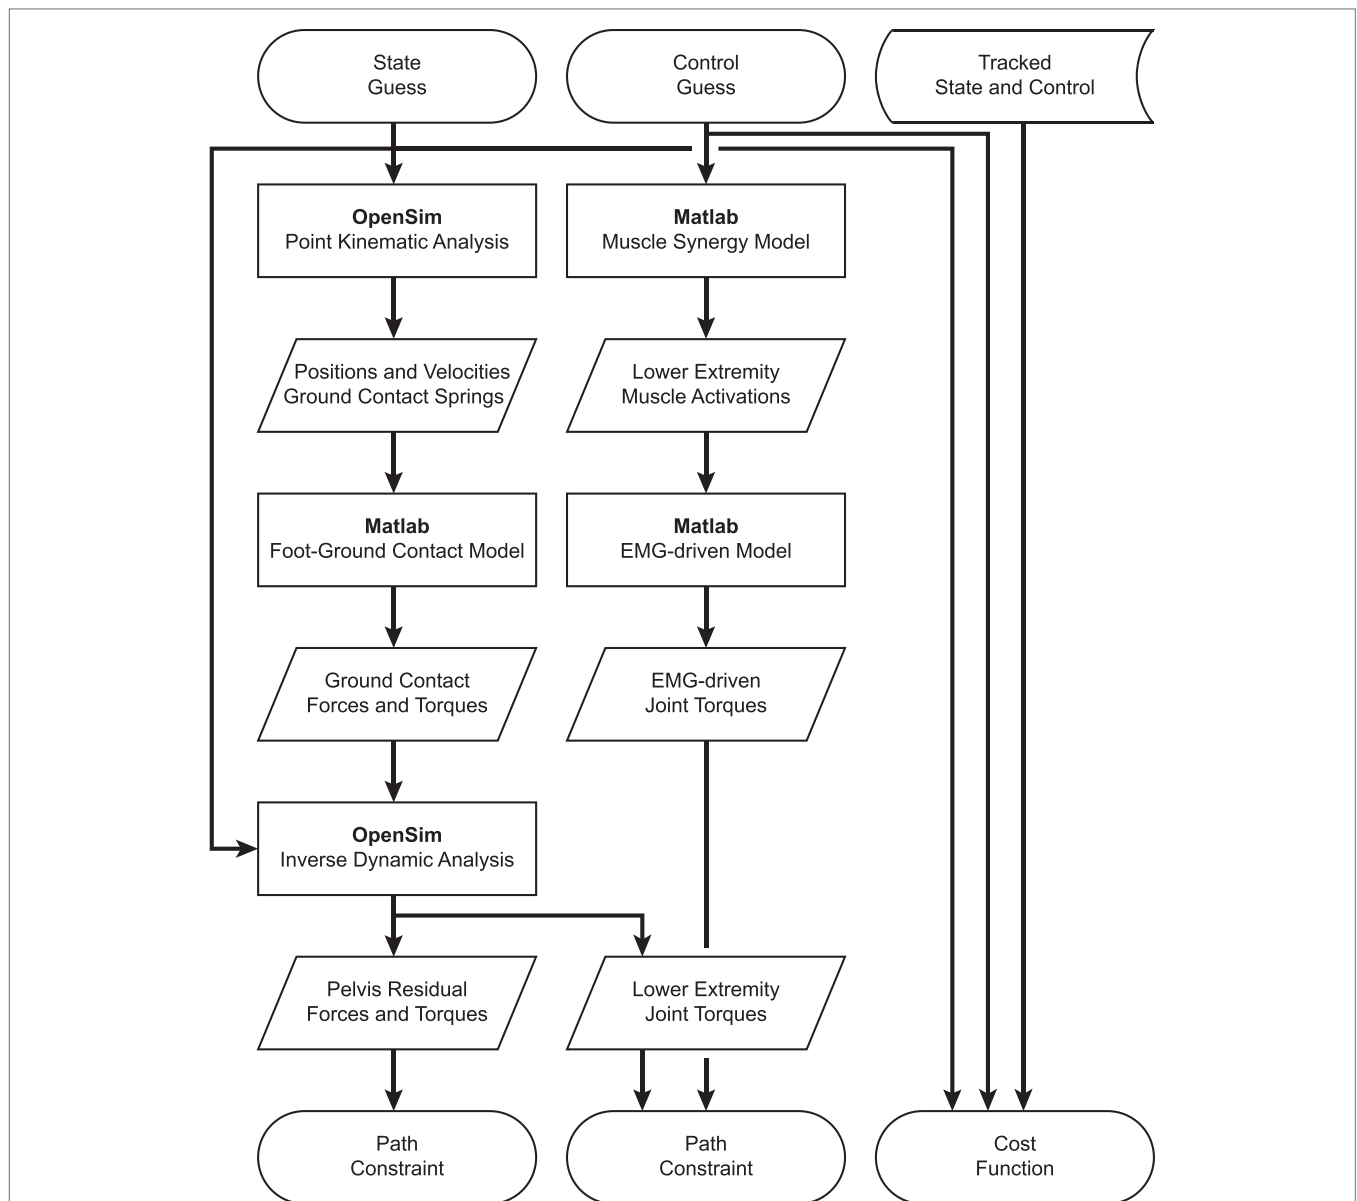 State
Guess
Control
Guess
Tracked
State and Control
OpenSim
Point Kinematic Analysis
Matlab
Muscle Synergy Model
Positions and Velocities
Ground Contact Springs
Lower Extremity
Muscle Activations
Matlab
Foot-Ground Contact Model
Matlab
EMG-driven Model
Ground Contact
Forces and Torques
EMG-driven
Joint Torques
OpenSim
Inverse Dynamic Analysis
Pelvis Residual
Forces and Torques
Lower Extremity
Joint Torques
Path
Constraint
Path
Constraint
Cost
Function